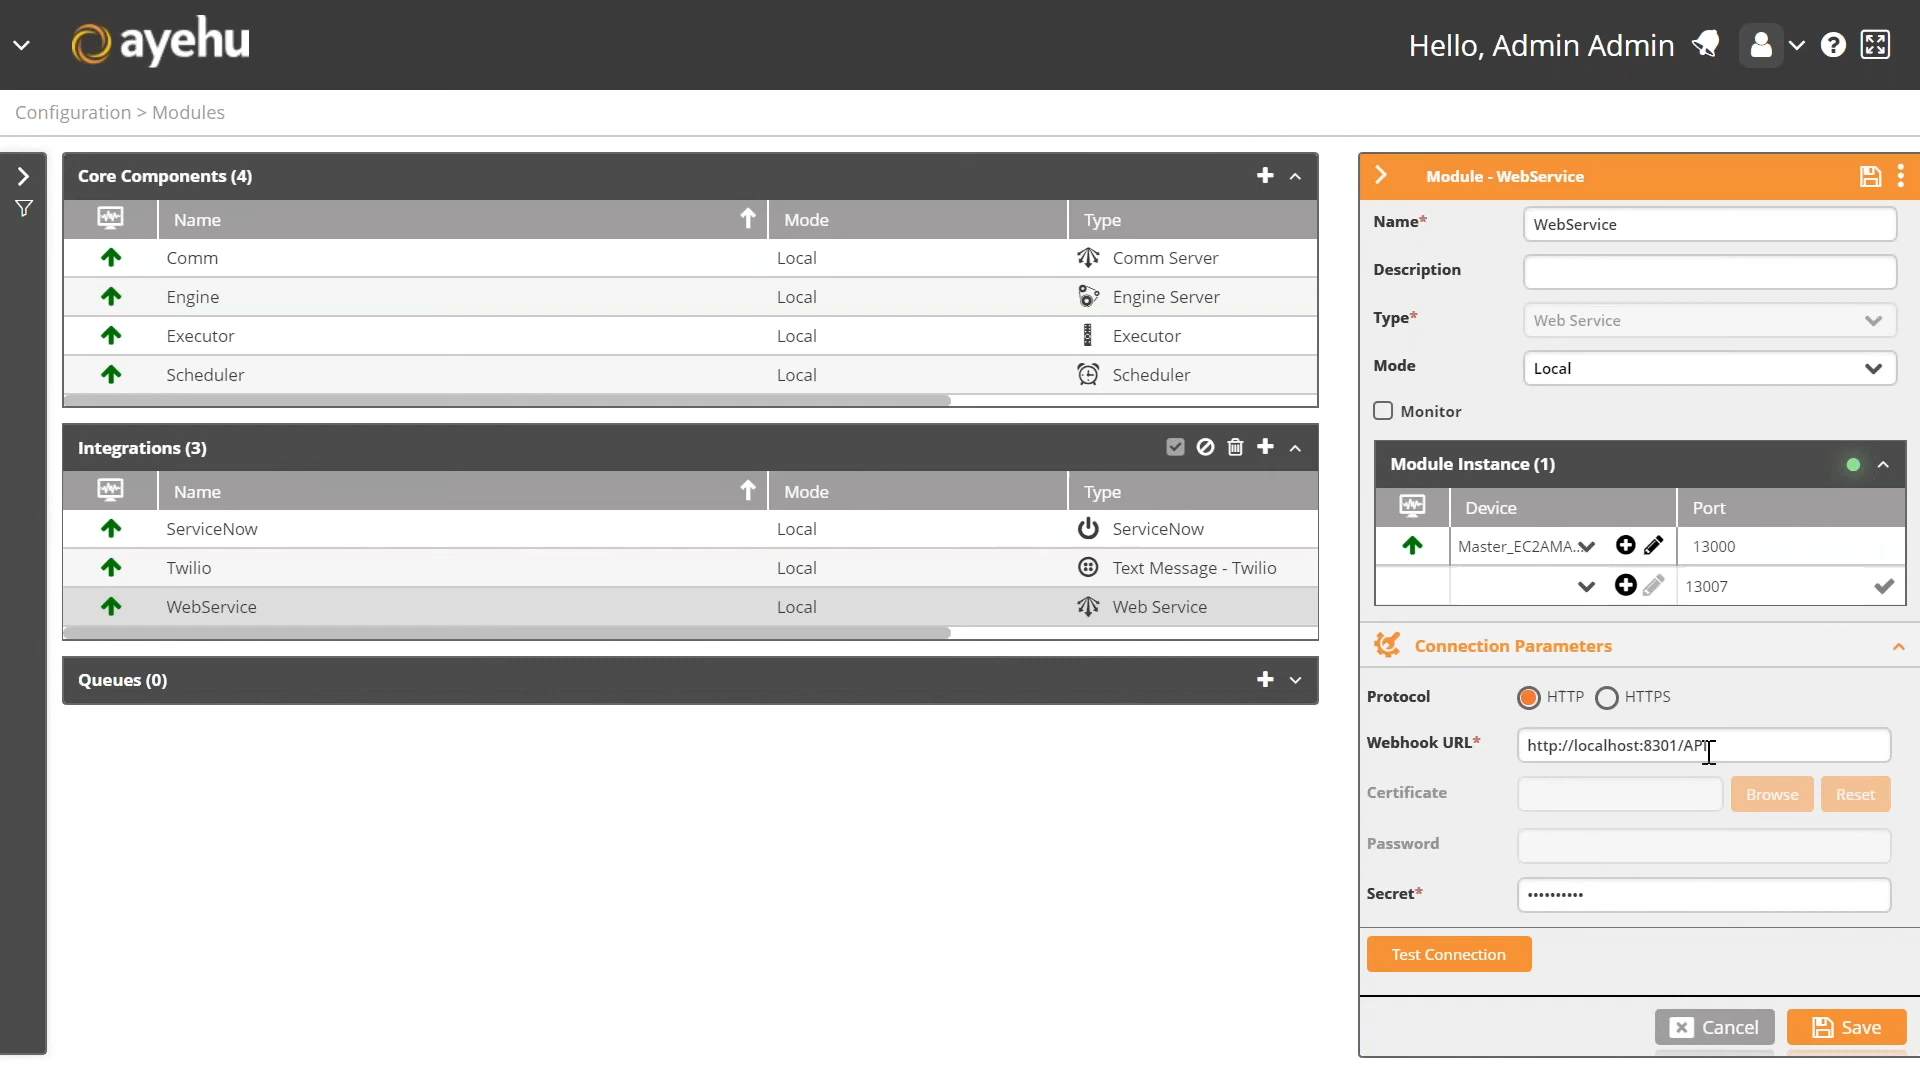 ayehu
Hello, Admin Admin
Configuration > Modules
Core Components (4)
Name Mode Type
Comm Local Comm Server
Engine Local Engine Server
Executor Local Executor
Scheduler Local Scheduler
Integrations (3)
Name Mode Type
ServiceNow Local ServiceNow
Twilio Local Text Message - Twilio
WebService Local Web Service
Queues (0)
Module - WebService
Name* WebService
Description
Type* Web Service
Mode Local
Monitor
Module Instance (1)
Device Port
Master_EC2AMA... 13000
13007
Connection Parameters
Protocol HTTP HTTPS
Webhook URL* http://localhost:8301/API
Certificate Browse Reset
Password
Secret* ••••••••••
Test Connection
Cancel Save